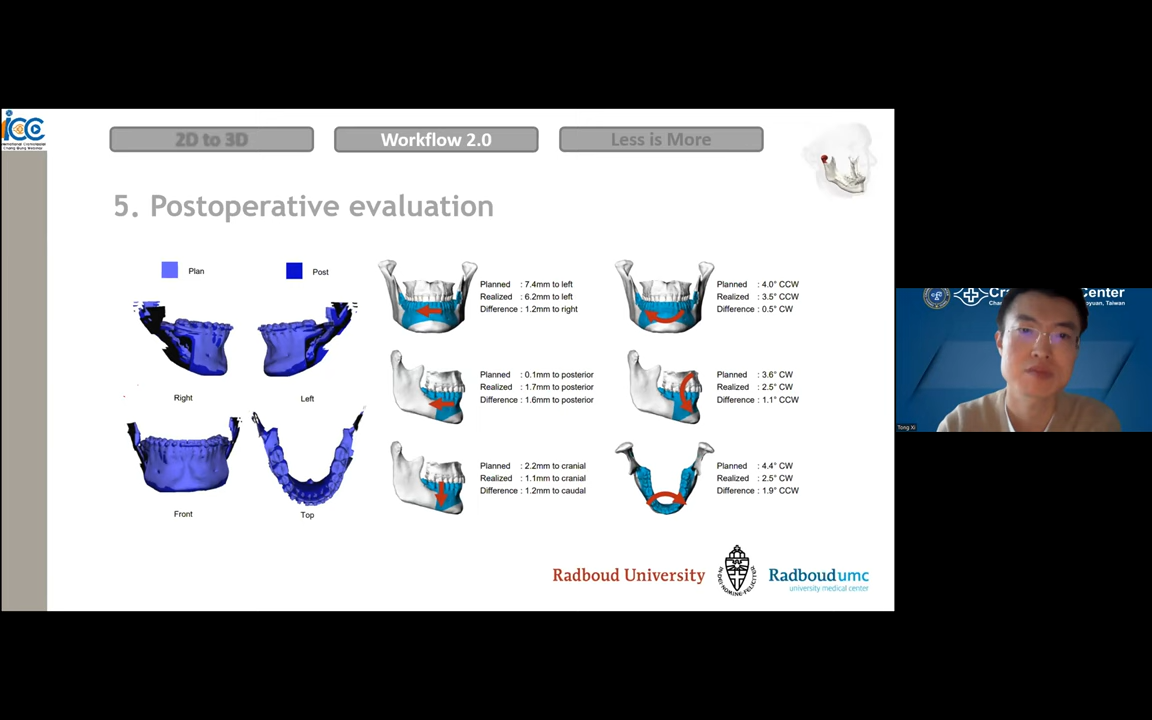 icc
2D to 3D
Workflow 2.0
Less is More
5. Postoperative evaluation
Plan
Post
Right
Left
Front
Top
Planned : 7.4mm to left
Realized : 6.2mm to left
Difference : 1.2mm to right
Planned : 4.0° CCW
Realized : 3.5° CCW
Difference : 0.5° CW
Planned : 0.1mm to posterior
Realized : 1.7mm to posterior
Difference : 1.6mm to posterior
Planned : 3.6° CW
Realized : 2.5° CW
Difference : 1.1° CCW
Planned : 2.2mm to cranial
Realized : 1.1mm to cranial
Difference : 1.2mm to caudal
Planned : 4.4° CW
Realized : 2.5° CW
Difference : 1.9° CCW
Radboud University
Radboudumc
university medical center
Center
Taiwan
Tong Xi